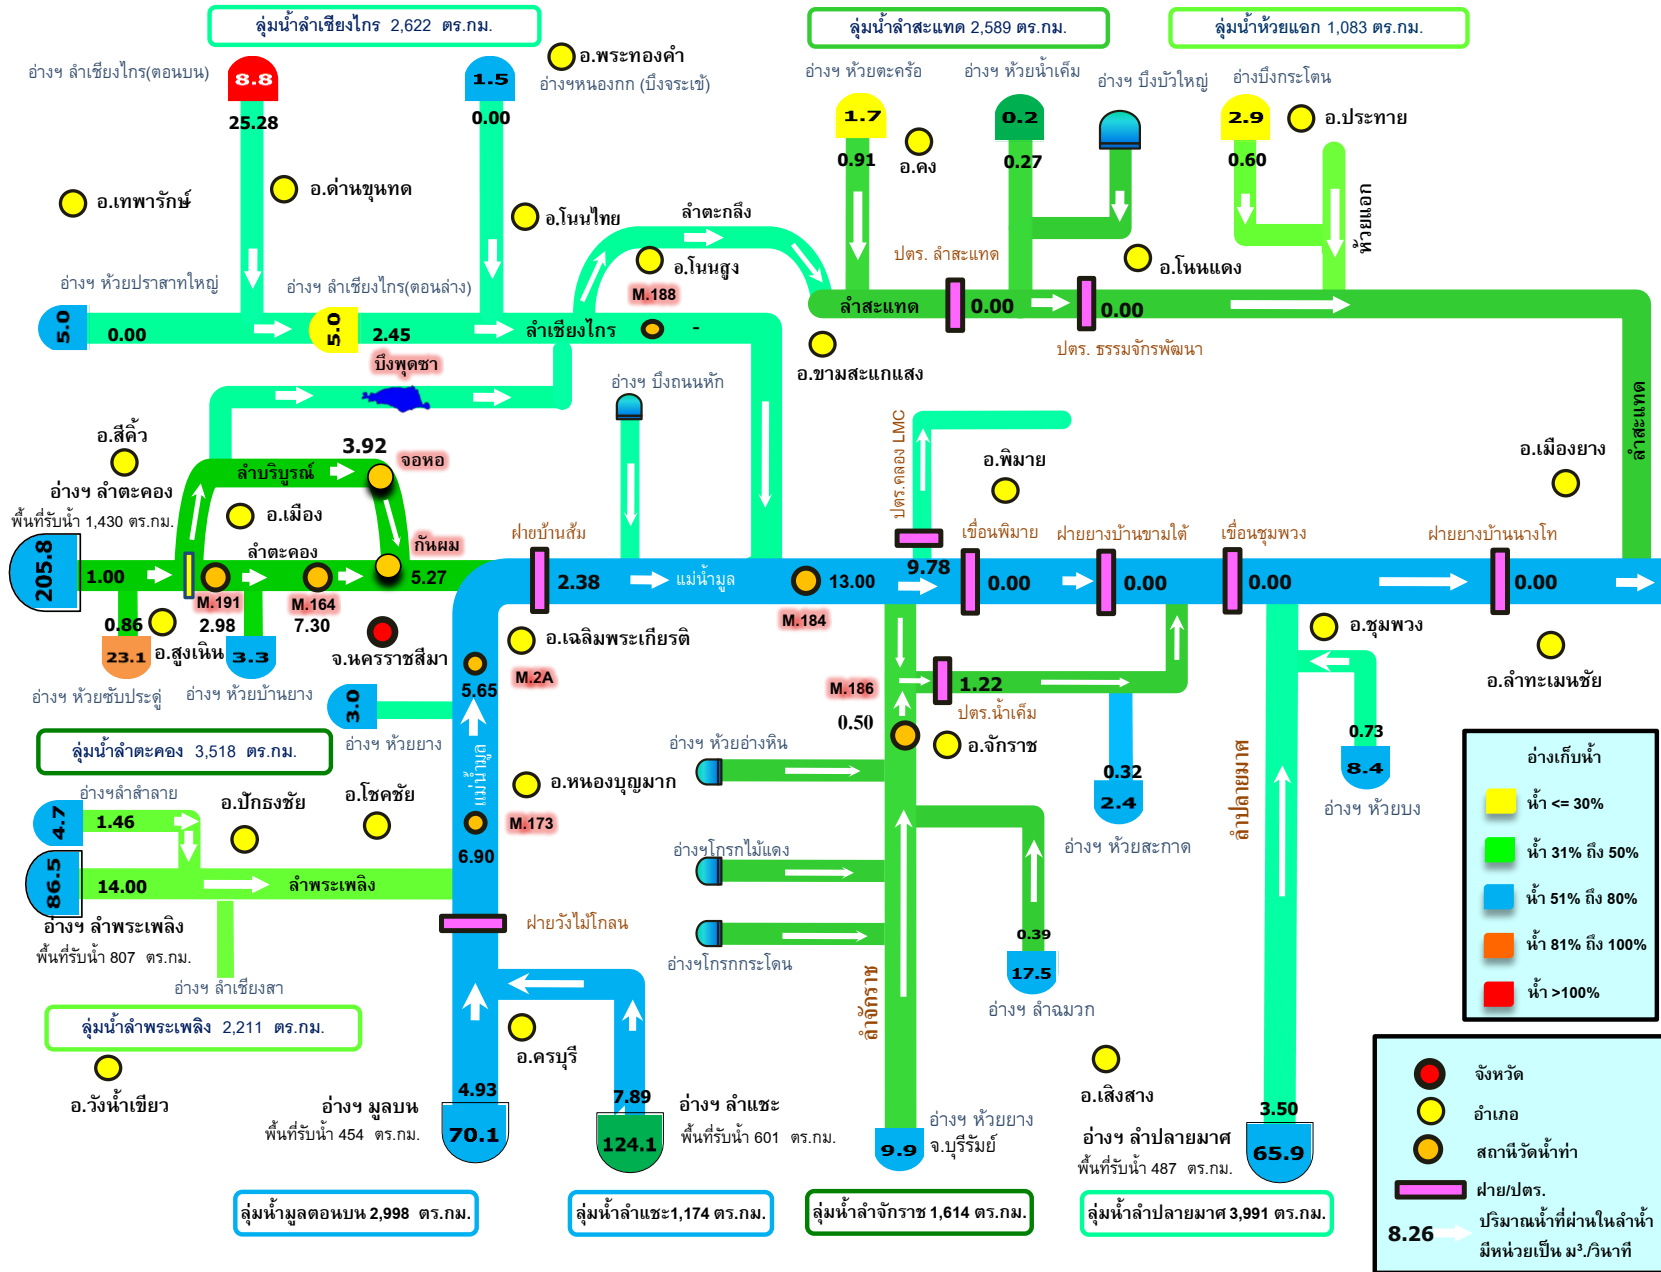 ลุ่มน้ำลำเชียงไกร 2,622 ตร.กม.
ลุ่มน้ำลำสะแทด 2,589 ตร.กม.
ลุ่มน้ำห้วยแอก 1,083 ตร.กม.
อ่างฯ ลำเชียงไกร(ตอนบน)
8.8
25.28
1.5
0.00
อ.พระทองคำ
อ่างฯหนองกก (บึงจระเข้)
อ่างฯ ห้วยตะคร้อ
1.7
0.91
อ.คง
อ่างฯ ห้วยน้ำเค็ม
0.2
0.27
อ่างฯ บึงบัวใหญ่
อ่างบึงกระโตน
2.9
0.60
อ.ประทาย
ห้วยแอก
อ.เทพารักษ์
อ.ด่านขุนทด
อ.โนนไทย
ลำตะกลึง
อ.โนนสูง
M.188
-
ปตร. ลำสะแทด
อ.โนนแดง
อ่างฯ ห้วยปราสาทใหญ่
5.0
0.00
อ่างฯ ลำเชียงไกร(ตอนล่าง)
5.0
2.45
ลำเชียงไกร
ลำสะแทด
0.00
0.00
ปตร. ธรรมจักรพัฒนา
อ.ขามสะแกแสง
บึงพุดซา
อ่างฯ บึงถนนหัก
ปตร.คลอง LMC
ลำสะแทด
อ.สีคิ้ว
3.92
จอหอ
ลำบริบูรณ์
อ.พิมาย
อ.เมืองยาง
อ่างฯ ลำตะคอง
พื้นที่รับน้ำ 1,430 ตร.กม.
อ.เมือง
ฝายบ้านส้ม
เขื่อนพิมาย
ฝายยางบ้านขามใต้
เขื่อนชุมพวง
ฝายยางบ้านนางโท
205.8
1.00
ลำตะคอง
กันผม
5.27
2.38
แม่น้ำมูล
13.00
9.78
0.00
0.00
0.00
0.00
M.191
2.98
M.164
7.30
M.184
0.86
23.1
อ.สูงเนิน
3.3
จ.นครราชสีมา
อ.เฉลิมพระเกียรติ
อ.ชุมพวง
อ.ลำทะเมนชัย
อ่างฯ ห้วยซับประดู่
อ่างฯ ห้วยบ้านยาง
3.0
อ่างฯ ห้วยยาง
5.65
M.2A
M.186
0.50
1.22
ปตร.น้ำเค็ม
อ.จักราช
ลุ่มน้ำลำตะคอง 3,518 ตร.กม.
แม่น้ำมูล
อ่างฯ ห้วยอ่างหิน
0.32
2.4
อ่างฯ ห้วยสะกาด
ลำปลายมาศ
0.73
8.4
อ่างฯ ห้วยบง
อ่างฯลำสำลาย
4.7
1.46
อ.ปักธงชัย
อ.โชคชัย
อ.หนองบุญมาก
M.173
6.90
86.5
14.00
ลำพระเพลิง
อ่างฯ ลำพระเพลิง
พื้นที่รับน้ำ 807 ตร.กม.
อ่างฯ ลำเชียงสา
ฝายวังไม้โกลน
อ่างฯโกรกไม้แดง
อ่างฯโกรกกระโดน
0.39
17.5
อ่างฯ ลำฉมวก
ลำจักราช
ลุ่มน้ำลำพระเพลิง 2,211 ตร.กม.
อ.วังน้ำเขียว
อ.ครบุรี
อ.เสิงสาง
4.93
70.1
อ่างฯ มูลบน
พื้นที่รับน้ำ 454 ตร.กม.
7.89
124.1
อ่างฯ ลำแชะ
พื้นที่รับน้ำ 601 ตร.กม.
9.9
อ่างฯ ห้วยยาง
จ.บุรีรัมย์
3.50
65.9
อ่างฯ ลำปลายมาศ
พื้นที่รับน้ำ 487 ตร.กม.
ลุ่มน้ำมูลตอนบน 2,998 ตร.กม.
ลุ่มน้ำลำแชะ1,174 ตร.กม.
ลุ่มน้ำลำจักราช 1,614 ตร.กม.
ลุ่มน้ำลำปลายมาศ 3,991 ตร.กม.
อ่างเก็บน้ำ
น้ำ <= 30%
น้ำ 31% ถึง 50%
น้ำ 51% ถึง 80%
น้ำ 81% ถึง 100%
น้ำ >100%
จังหวัด
อำเภอ
สถานีวัดน้ำท่า
ฝาย/ปตร.
8.26
ปริมาณน้ำที่ผ่านในลำน้ำ
มีหน่วยเป็น ม³./วินาที